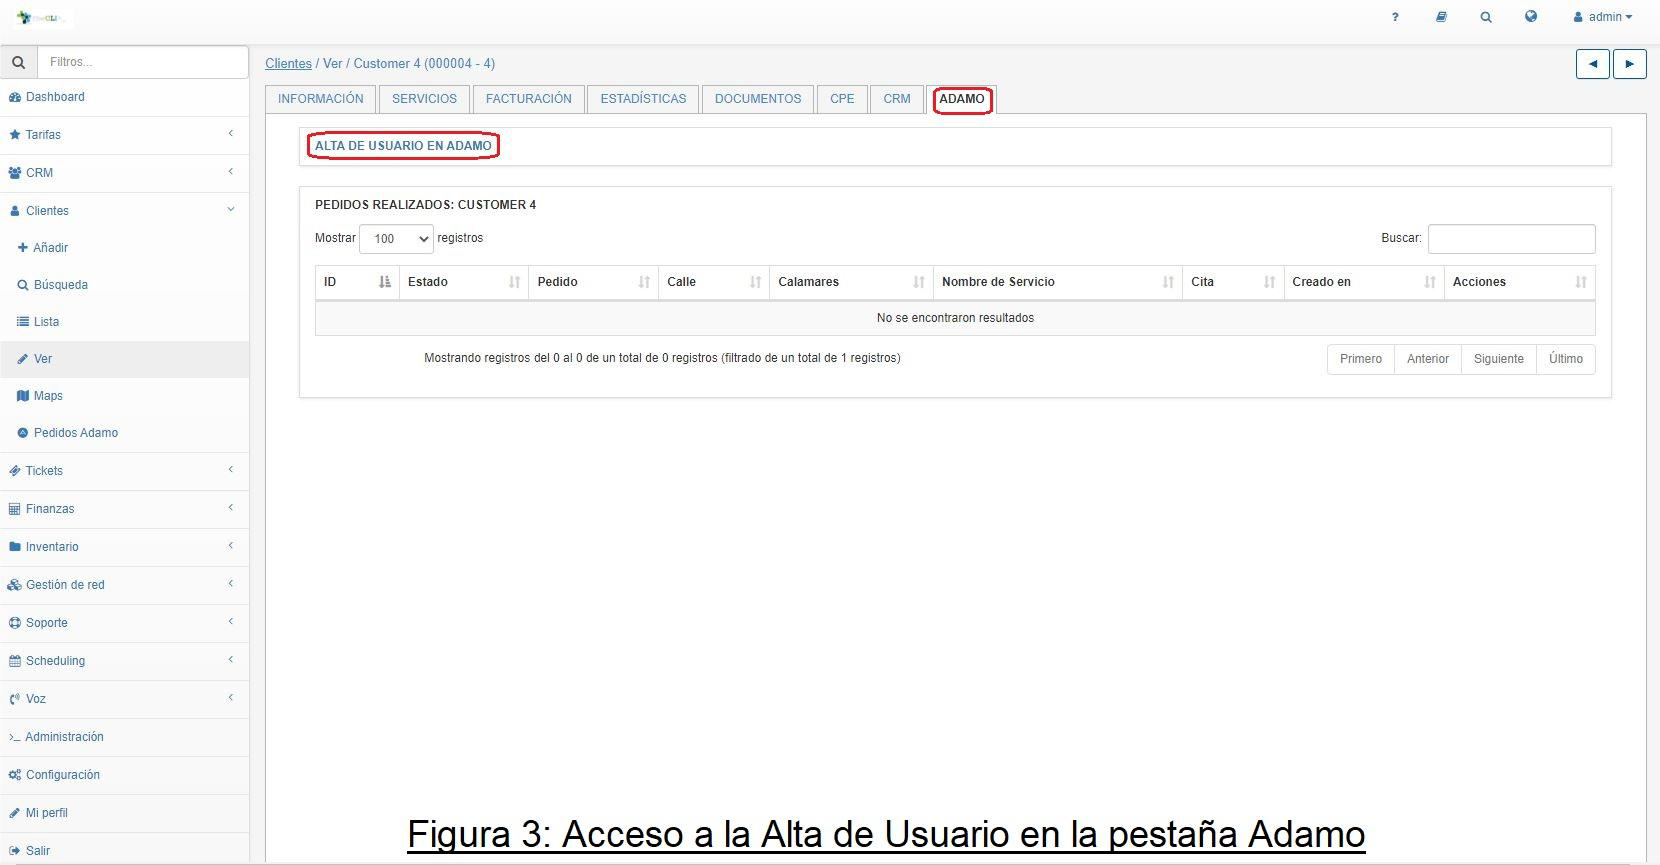 ? admin
Filtros...
Clientes / Ver / Customer 4 (000004 - 4)
INFORMACIÓN SERVICIOS FACTURACIÓN ESTADÍSTICAS DOCUMENTOS CPE CRM ADAMO
Dashboard
Tarifas
CRM
Clientes
Añadir
Búsqueda
Lista
Ver
Maps
Pedidos Adamo
Tickets
Finanzas
Inventario
Gestión de red
Soporte
Scheduling
Voz
Administración
Configuración
Mi perfil
Salir
ALTA DE USUARIO EN ADAMO
PEDIDOS REALIZADOS: CUSTOMER 4
Mostrar 100 registros Buscar:
ID Estado Pedido Calle Calamares Nombre de Servicio Cita Creado en Acciones
No se encontraron resultados
Mostrando registros del 0 al 0 de un total de 0 registros (filtrado de un total de 1 registros) Primero Anterior Siguiente Último
Figura 3: Acceso a la Alta de Usuario en la pestaña Adamo